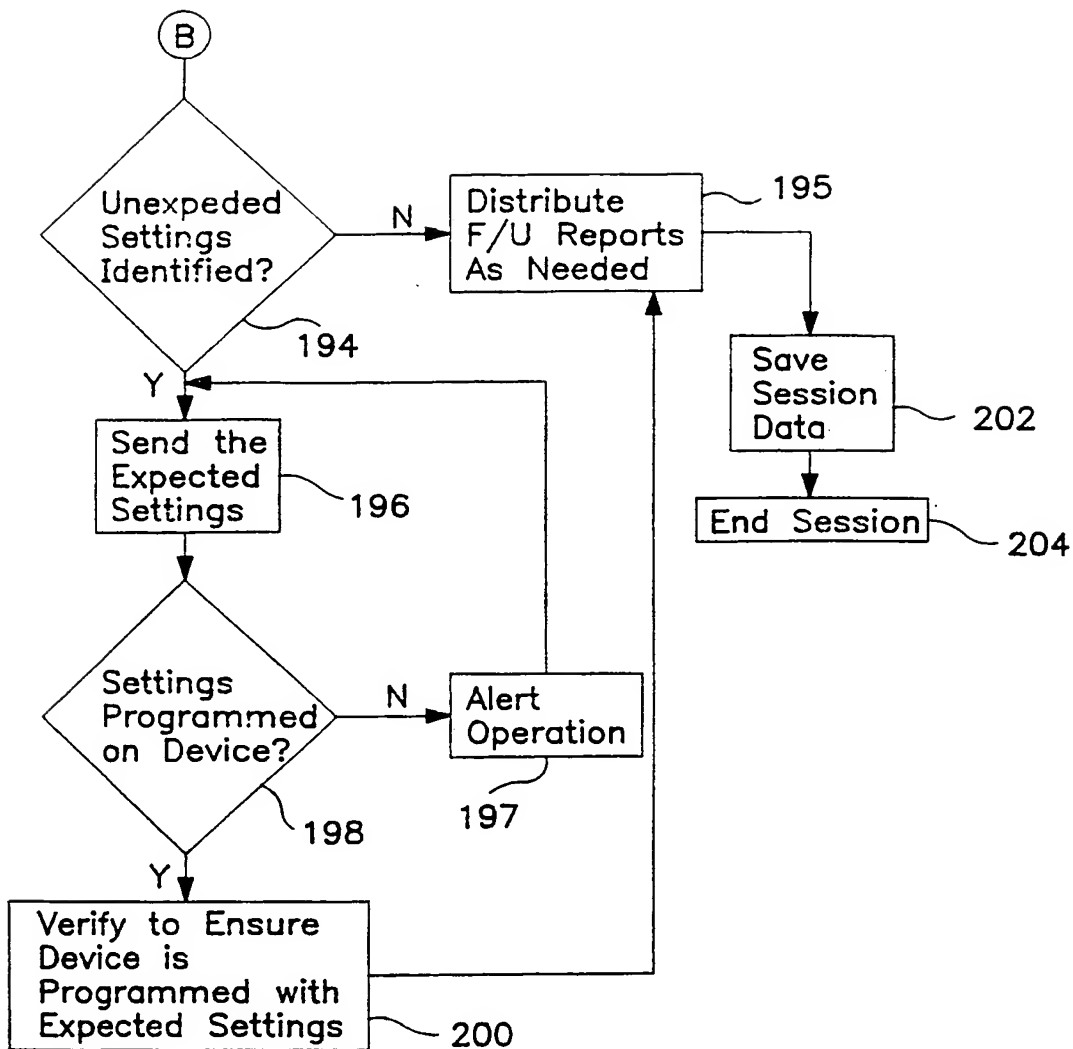 B
Unexpeded
Settings
Identified?
194
N
Distribute
F/U Reports
As Needed
195
Save
Session
Data
202
End Session
204
Y
Send the
Expected
Settings
196
Settings
Programmed
on Device?
198
N
Alert
Operation
197
Y
Verify to Ensure
Device is
Programmed with
Expected Settings
200